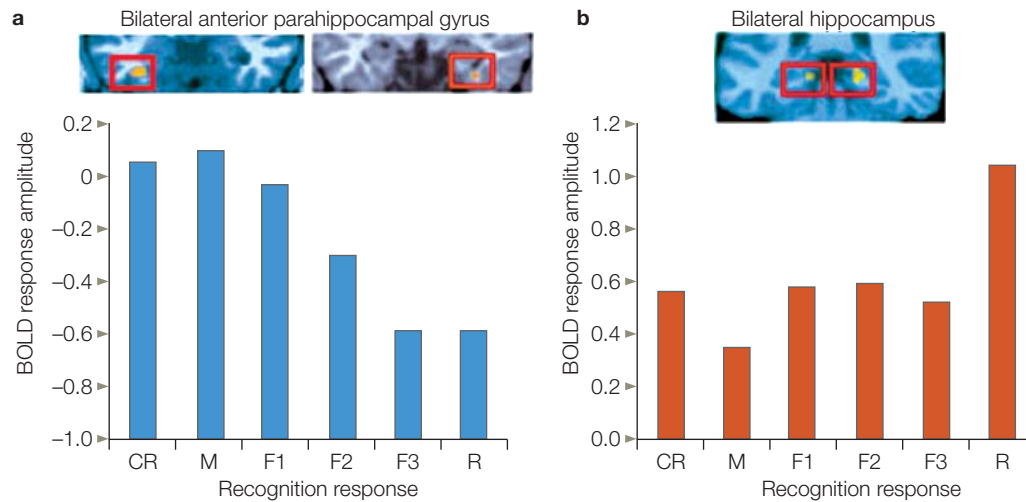 a Bilateral anterior parahippocampal gyrus
BOLD response amplitude
0.2
0
–0.2
–0.4
–0.6
–0.8
–1.0
CR M F1 F2 F3 R
Recognition response
b Bilateral hippocampus
BOLD response amplitude
1.2
1.0
0.8
0.6
0.4
0.2
0.0
CR M F1 F2 F3 R
Recognition response